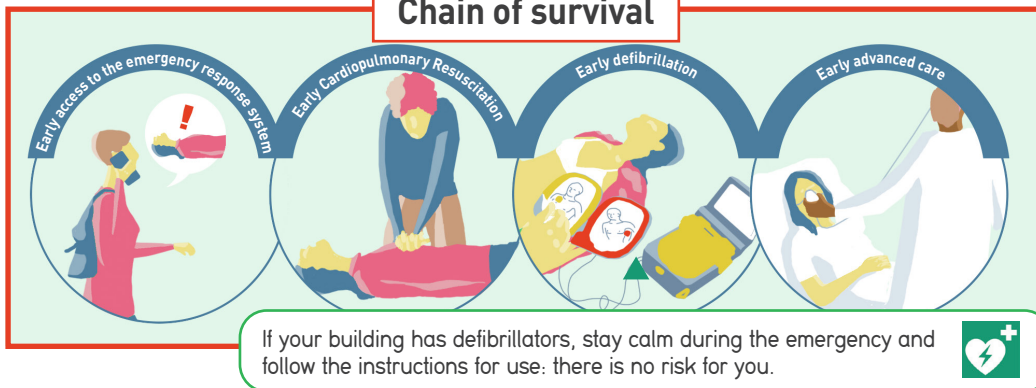 Chain of survival
Early access to the emergency response system
Early Cardiopulmonary Resuscitation
Early defibrillation
Early advanced care
!
If your building has defibrillators, stay calm during the emergency and
follow the instructions for use: there is no risk for you.